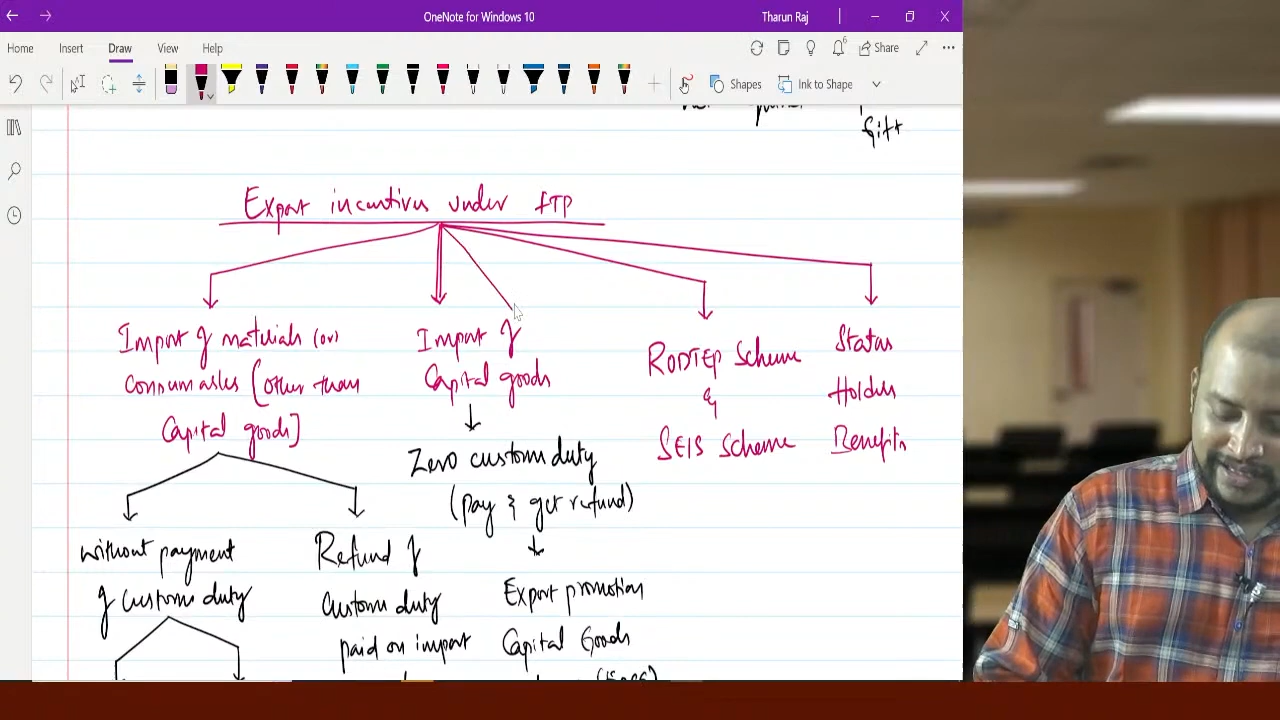 OneNote for Windows 10
Tharun Raj
Home Insert Draw View Help
6
Share
Shapes
Ink to Shape
Gift
Export incentives under FTP
Import of materials (or)
Consumables (other than
Capital goods]
Import of
Capital goods
RODTEP Scheme
&
SEIS Scheme
Status
Holder
Benefits
Zero custom duty
(pay & get refund)
without payment
of custom duty
Refund of
Custom duty
paid on import
Export promotion
Capital Goods